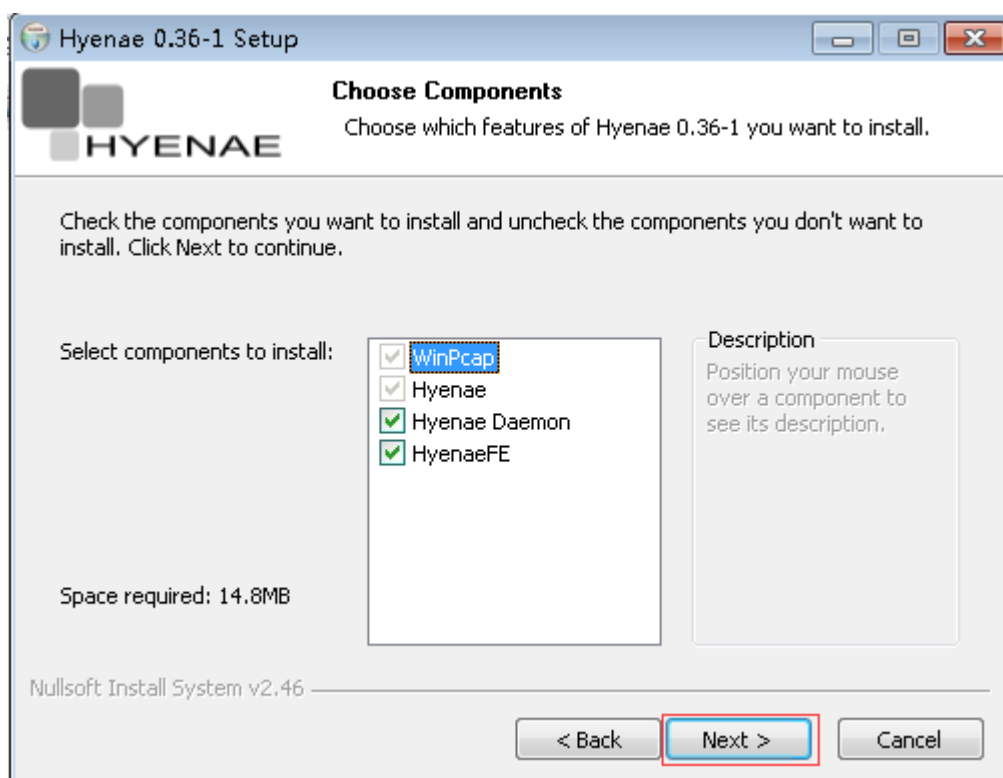 Hyenae 0.36-1 Setup
HYENAE
Choose Components
Choose which features of Hyenae 0.36-1 you want to install.
Check the components you want to install and uncheck the components you don't want to
install. Click Next to continue.
Select components to install:
WinPcap
Hyenae
Hyenae Daemon
HyenaeFE
Description
Position your mouse
over a component to
see its description.
Space required: 14.8MB
Nullsoft Install System v2.46
< Back
Next >
Cancel